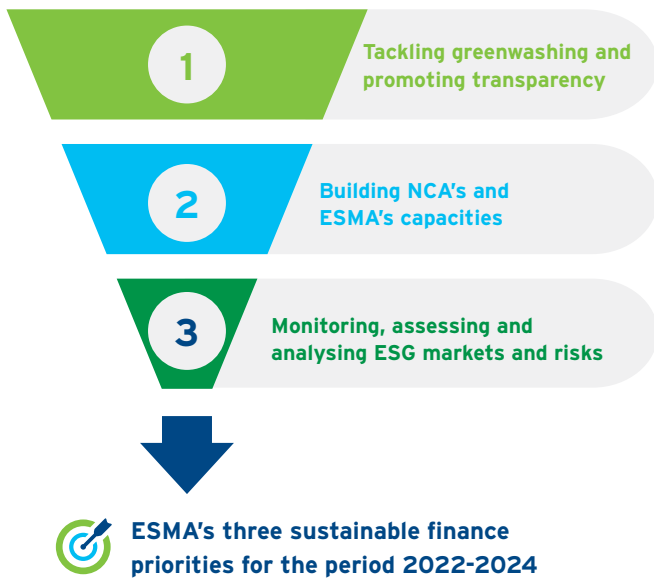 1
Tackling greenwashing and
promoting transparency
2
Building NCA's and
ESMA's capacities
3
Monitoring, assessing and
analysing ESG markets and risks
ESMA's three sustainable finance
priorities for the period 2022-2024